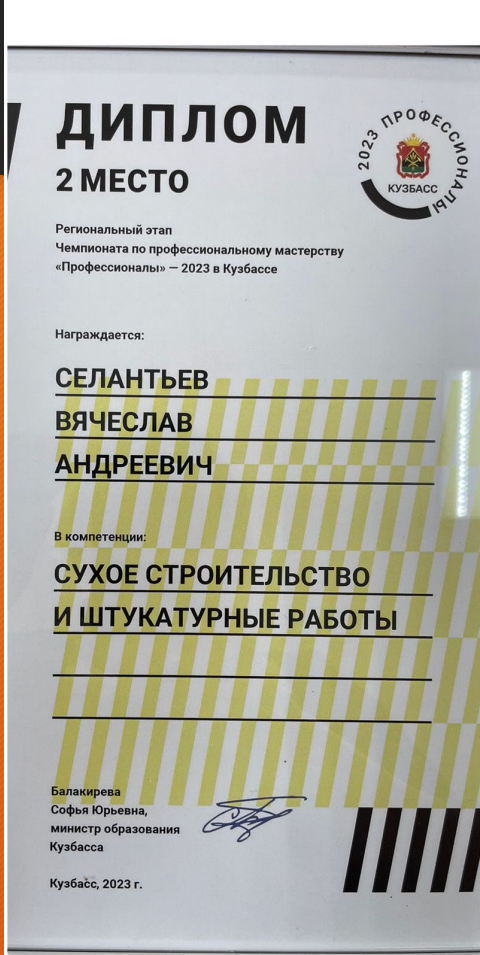 ДИПЛОМ
2 МЕСТО
2023 ПРОФЕССИОНАЛЫ
КУЗБАСС
Региональный этап
Чемпионата по профессиональному мастерству
«Профессионалы» — 2023 в Кузбассе
Награждается:
СЕЛАНТЬЕВ
ВЯЧЕСЛАВ
АНДРЕЕВИЧ
В компетенции:
СУХОЕ СТРОИТЕЛЬСТВО
И ШТУКАТУРНЫЕ РАБОТЫ
Балакирева
Софья Юрьевна,
министр образования
Кузбасса
Кузбасс, 2023 г.